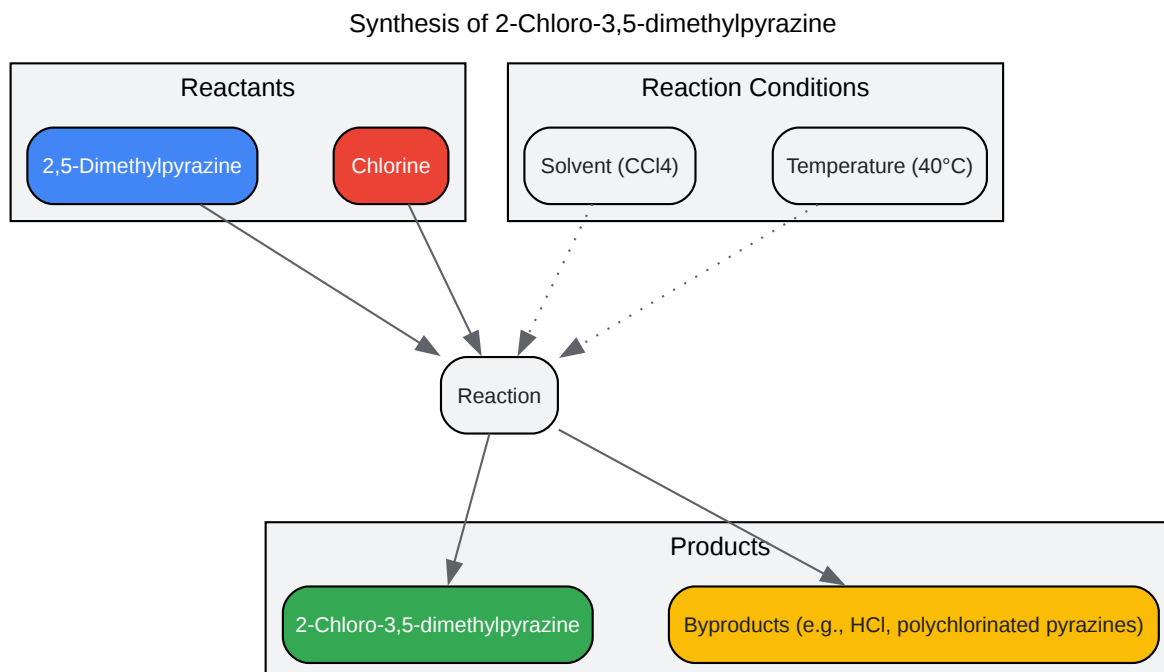 Synthesis of 2-Chloro-3,5-dimethylpyrazine
Reactants
Reaction Conditions
2,5-Dimethylpyrazine
Chlorine
Solvent (CCl4)
Temperature (40°C)
Reaction
Products
2-Chloro-3,5-dimethylpyrazine
Byproducts (e.g., HCl, polychlorinated pyrazines)